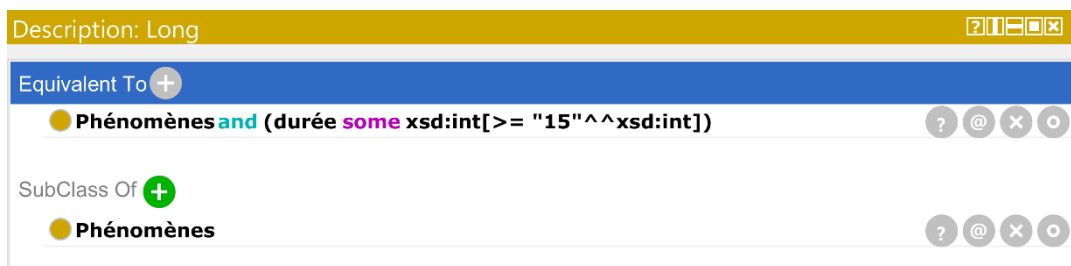 Description: Long
Equivalent To
Phénomènes and (durée some xsd:int[>= "15"^^xsd:int])
? @
SubClass Of
Phénomènes
? @